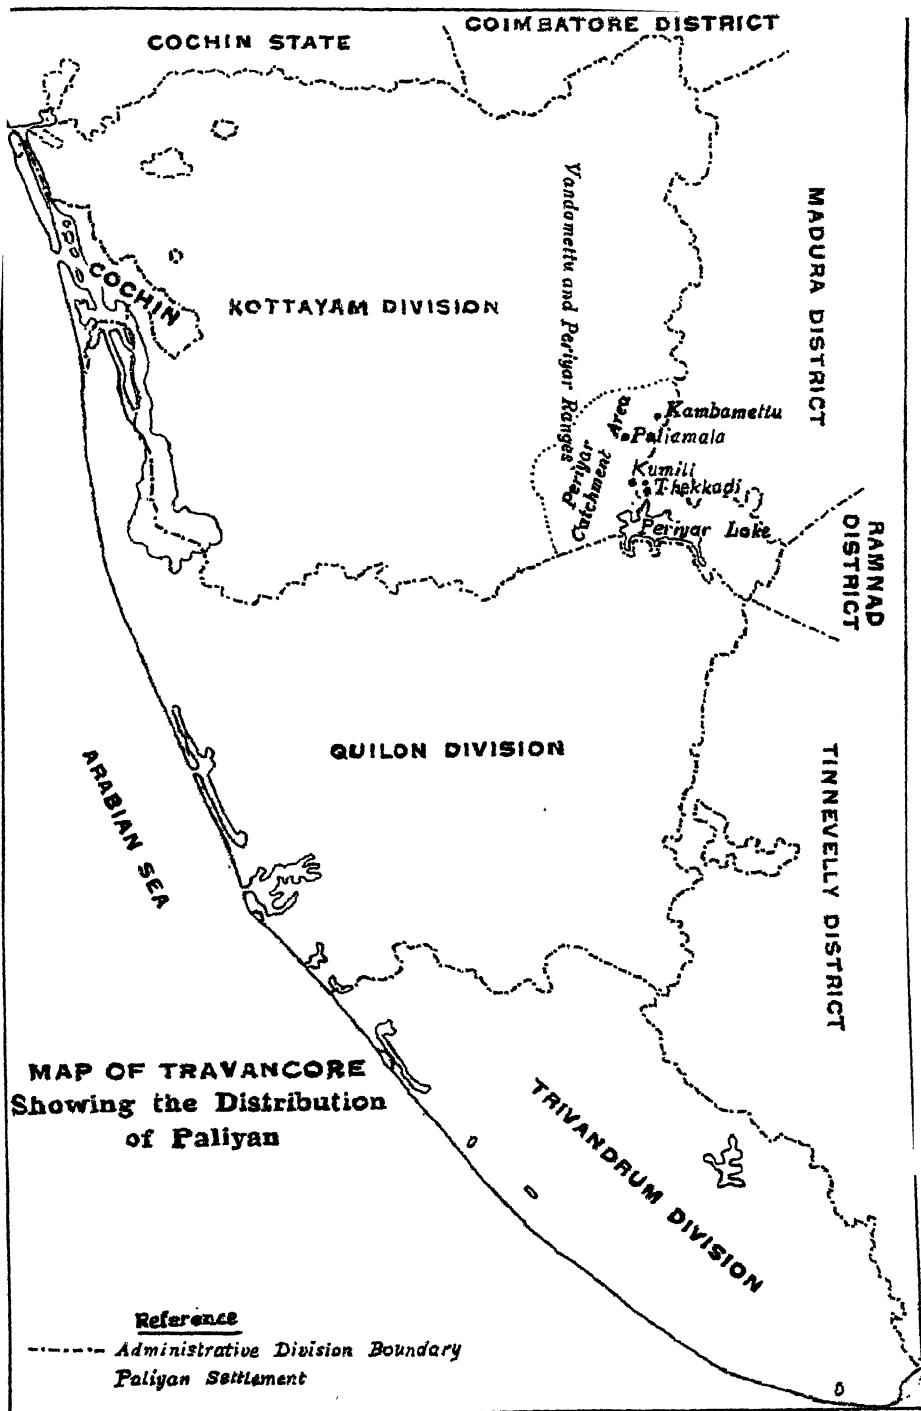 COCHIN STATE
COIMBATORE DISTRICT
MADURA DISTRICT
Vandamettu and Periyar Ranges
COCHIN
KOTTAYAM DIVISION
Periyar
Catchment Area
Kambamettu
Paliamala
Kumili
Thekkadi
Periyar Lake
RAMNAD
DISTRICT
QUILON DIVISION
ARABIAN SEA
TINNEVELLY DISTRICT
MAP OF TRAVANCORE
Showing the Distribution
of Paliyan
TRIVANDRUM DIVISION
Reference
Administrative Division Boundary
Paliyan Settlement